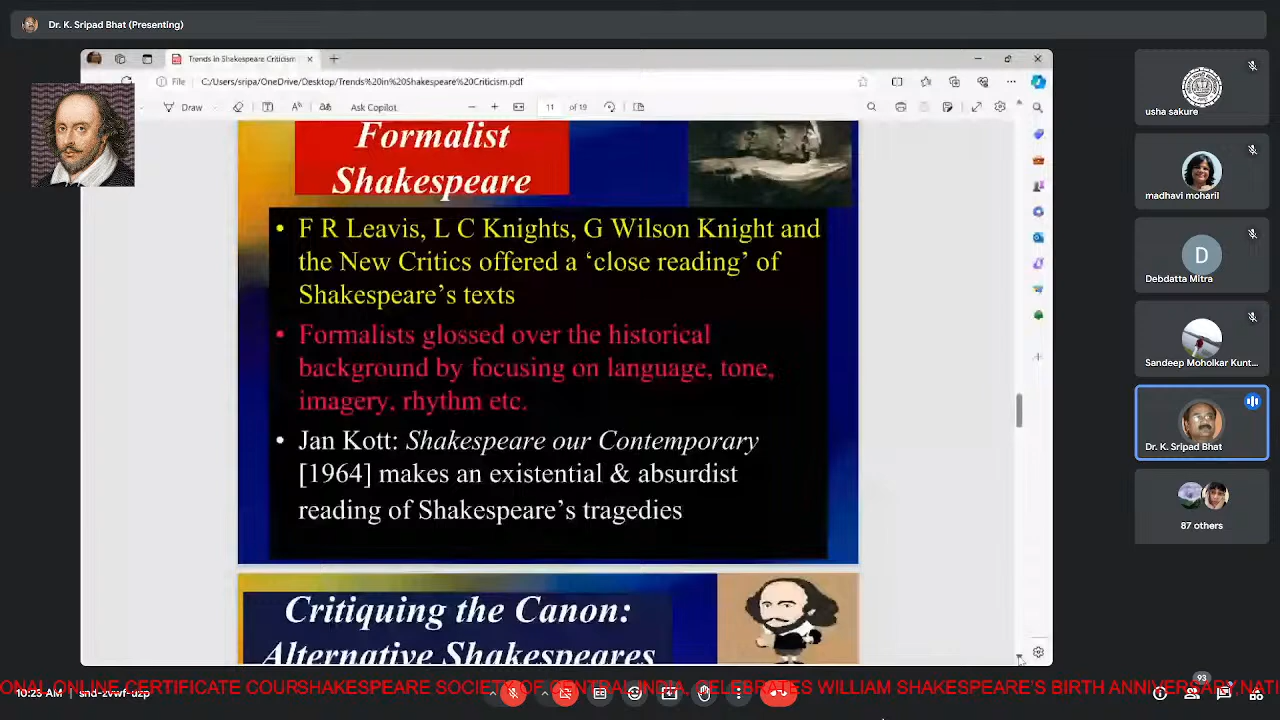 Dr. K. Sripad Bhat (Presenting)
Trends in Shakespeare Criticism
File
C:/Users/sripa/OneDrive/Desktop/Trends%20in%20Shakespeare%20Criticism.pdf
Draw
Ask Copilot
11 of 19
Formalist
Shakespeare
• F R Leavis, L C Knights, G Wilson Knight and
the New Critics offered a ‘close reading’ of
Shakespeare’s texts
• Formalists glossed over the historical
background by focusing on language, tone,
imagery, rhythm etc.
• Jan Kott: Shakespeare our Contemporary
[1964] makes an existential & absurdist
reading of Shakespeare’s tragedies
Critiquing the Canon:
Alternative Shakespeares
usha sakure
madhavi moharil
D
Debdatta Mitra
Sandeep Moholkar Kunt...
Dr. K. Sripad Bhat
87 others
10:23 AM
93
ONAL ONLINE CERTIFICATE COURSHAKESPEARE SOCIETY OF CENTRAL INDIA, CELEBRATES WILLIAM SHAKESPEARE'S BIRTH ANNIVERSARY,NATI